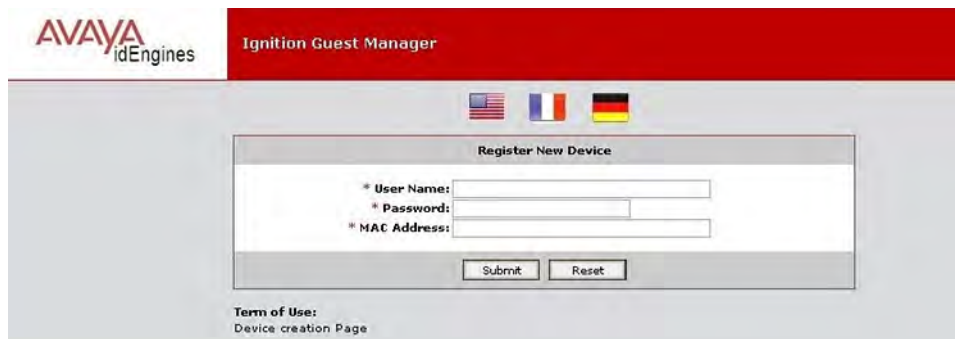 AVAYA
idEngines
Ignition Guest Manager
Register New Device
* User Name:
* Password:
* MAC Address:
Submit Reset
Term of Use:
Device creation Page